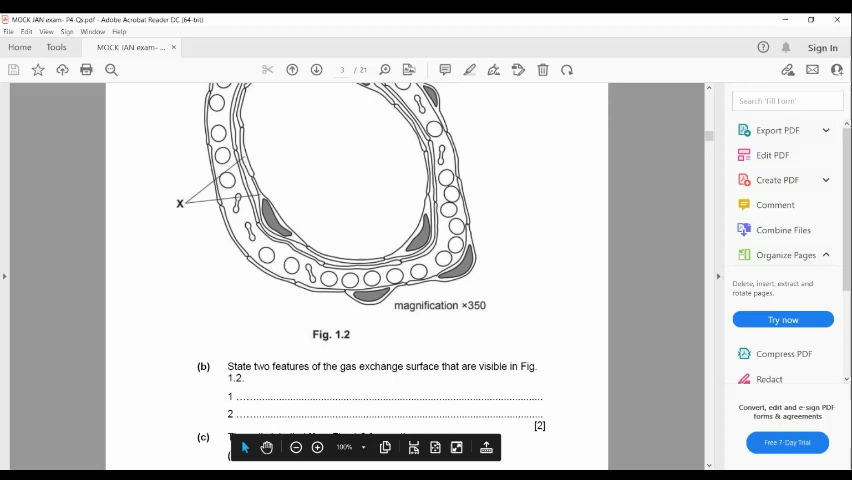 MOCK JAN exam- P4-Qs.pdf - Adobe Acrobat Reader DC (64-bit)
File Edit View Sign Window Help
Home Tools MOCK JAN exam- ... × Sign In
3 / 21
Search 'Fill Form'
Export PDF
Edit PDF
Create PDF
Comment
Combine Files
Organize Pages
Delete, insert, extract and
rotate pages.
Try now
Compress PDF
Redact
Convert, edit and e-sign PDF
forms & agreements
Free 7-Day Trial
X
magnification ×350
Fig. 1.2
(b) State two features of the gas exchange surface that are visible in Fig.
1.2.
1 ........................................................................
2 ........................................................................
[2]
(c)
100%